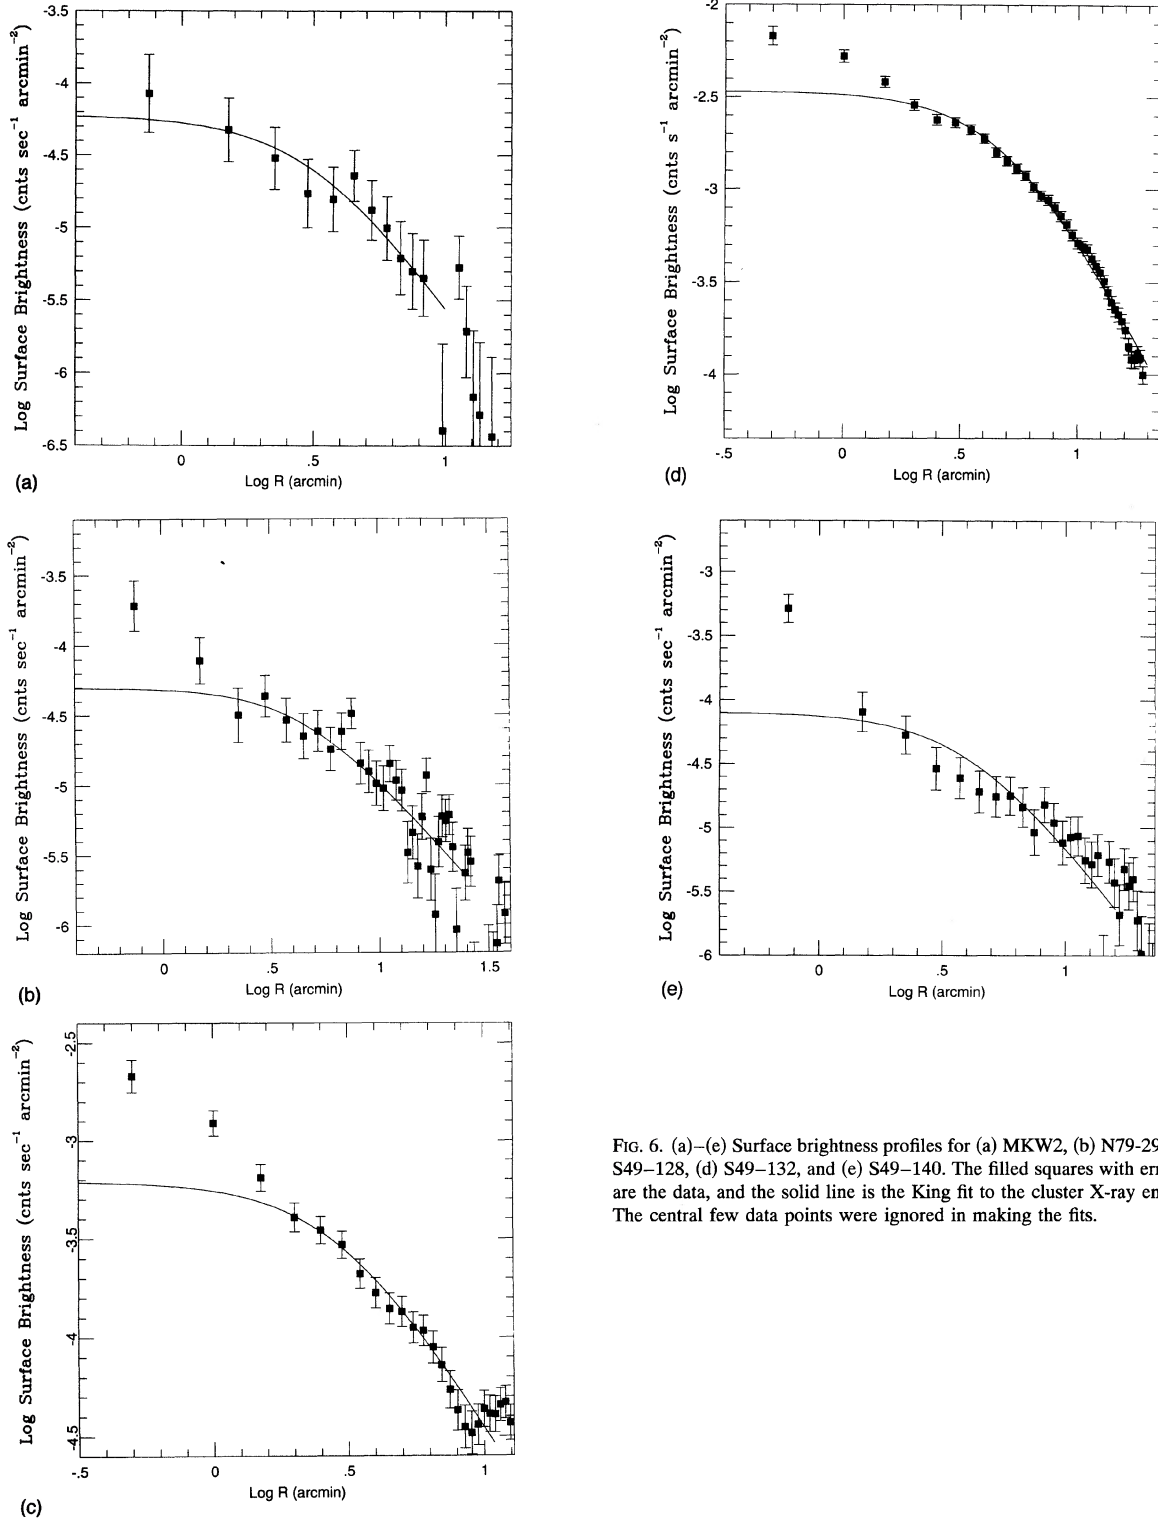 -3.5
-4
-4.5
-5
-5.5
-6
-6.5
Log Surface Brightness (cnts sec⁻¹ arcmin⁻²)
0 .5 1
Log R (arcmin)
(a)
-3.5
-4
-4.5
-5
-5.5
-6
Log Surface Brightness (cnts sec⁻¹ arcmin⁻²)
0 .5 1 1.5
Log R (arcmin)
(b)
-2.5
-3
-3.5
-4
-4.5
Log Surface Brightness (cnts sec⁻¹ arcmin⁻²)
-.5 0 .5 1
Log R (arcmin)
(c)
-2
-2.5
-3
-3.5
-4
Log Surface Brightness (cnts s⁻¹ arcmin⁻²)
-.5 0 .5 1
Log R (arcmin)
(d)
-3
-3.5
-4
-4.5
-5
-5.5
-6
Log Surface Brightness (cnts sec⁻¹ arcmin⁻²)
0 .5 1
Log R (arcmin)
(e)
FIG. 6. (a)–(e) Surface brightness profiles for (a) MKW2, (b) N79-29
S49–128, (d) S49–132, and (e) S49–140. The filled squares with
are the data, and the solid line is the King fit to the cluster X-ray
The central few data points were ignored in making the fits.